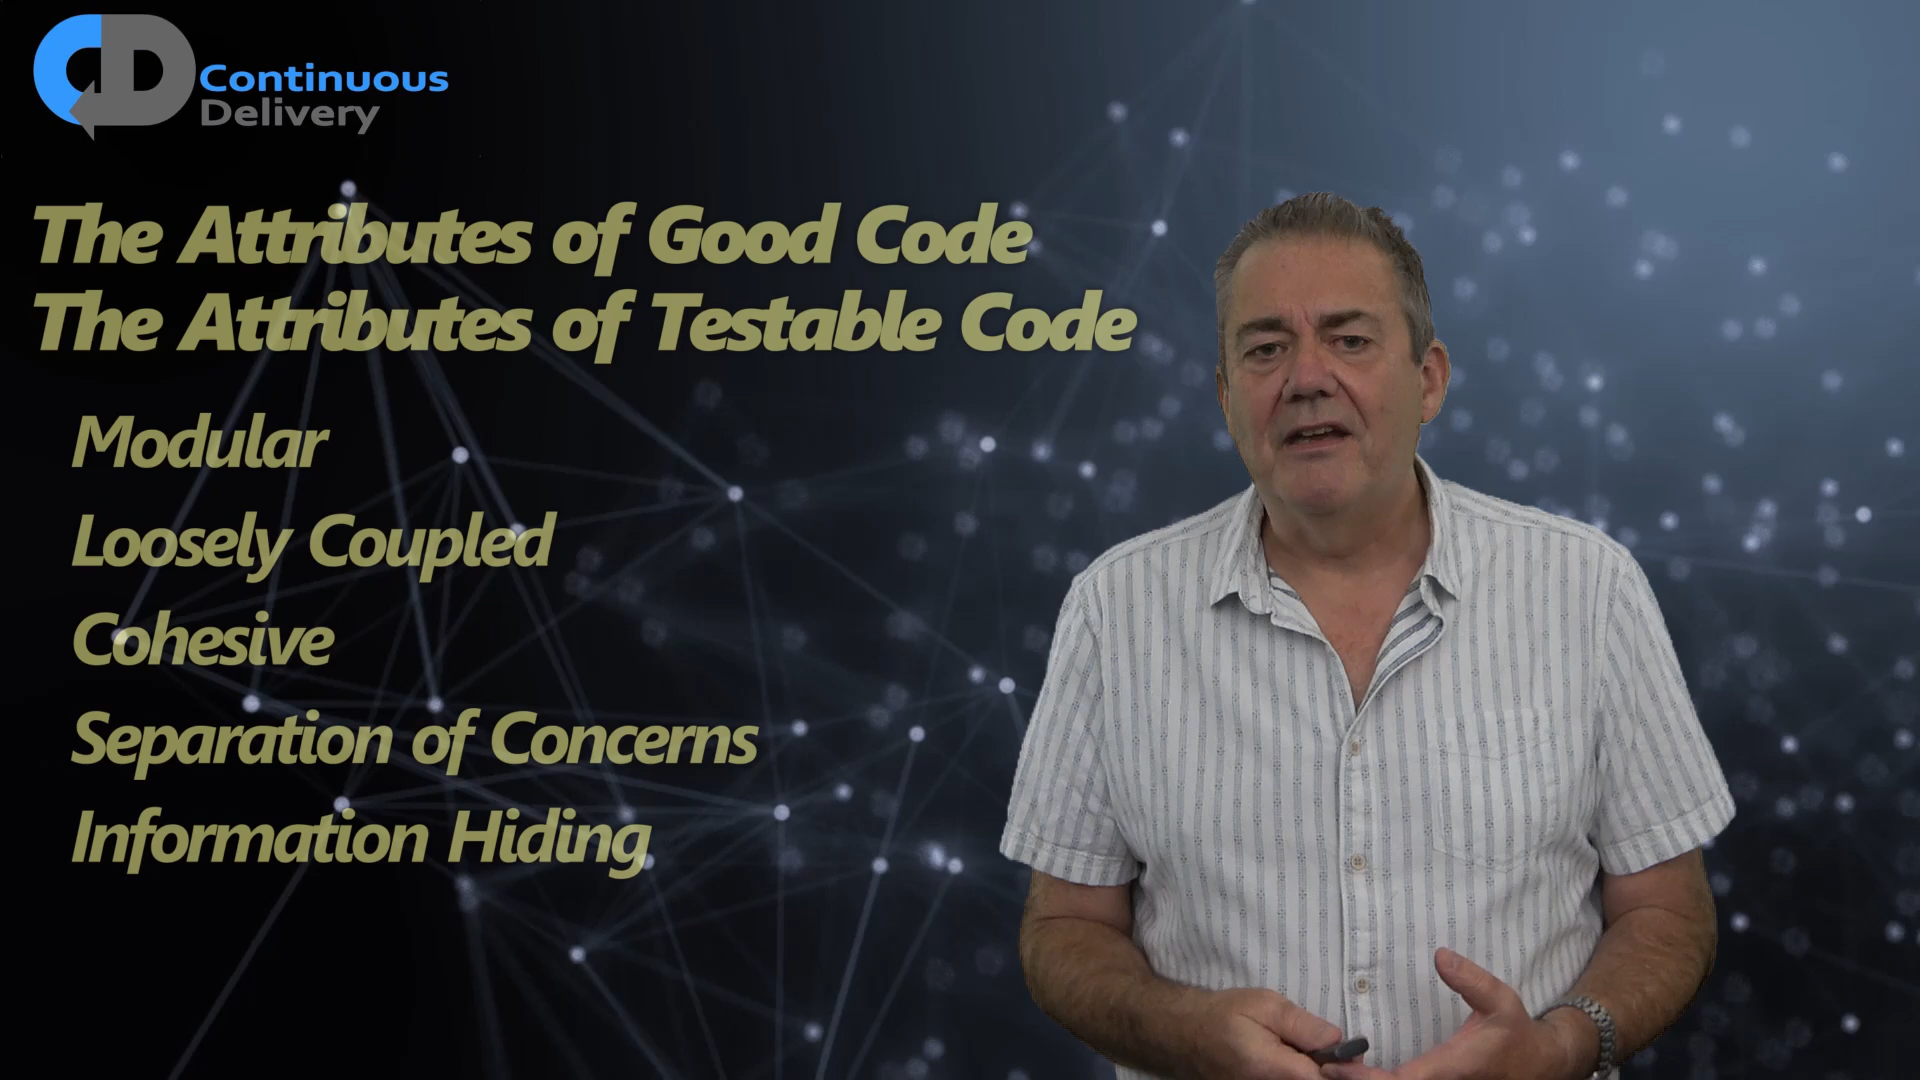 Continuous
Delivery
The Attributes of Good Code
The Attributes of Testable Code
Modular
Loosely Coupled
Cohesive
Separation of Concerns
Information Hiding